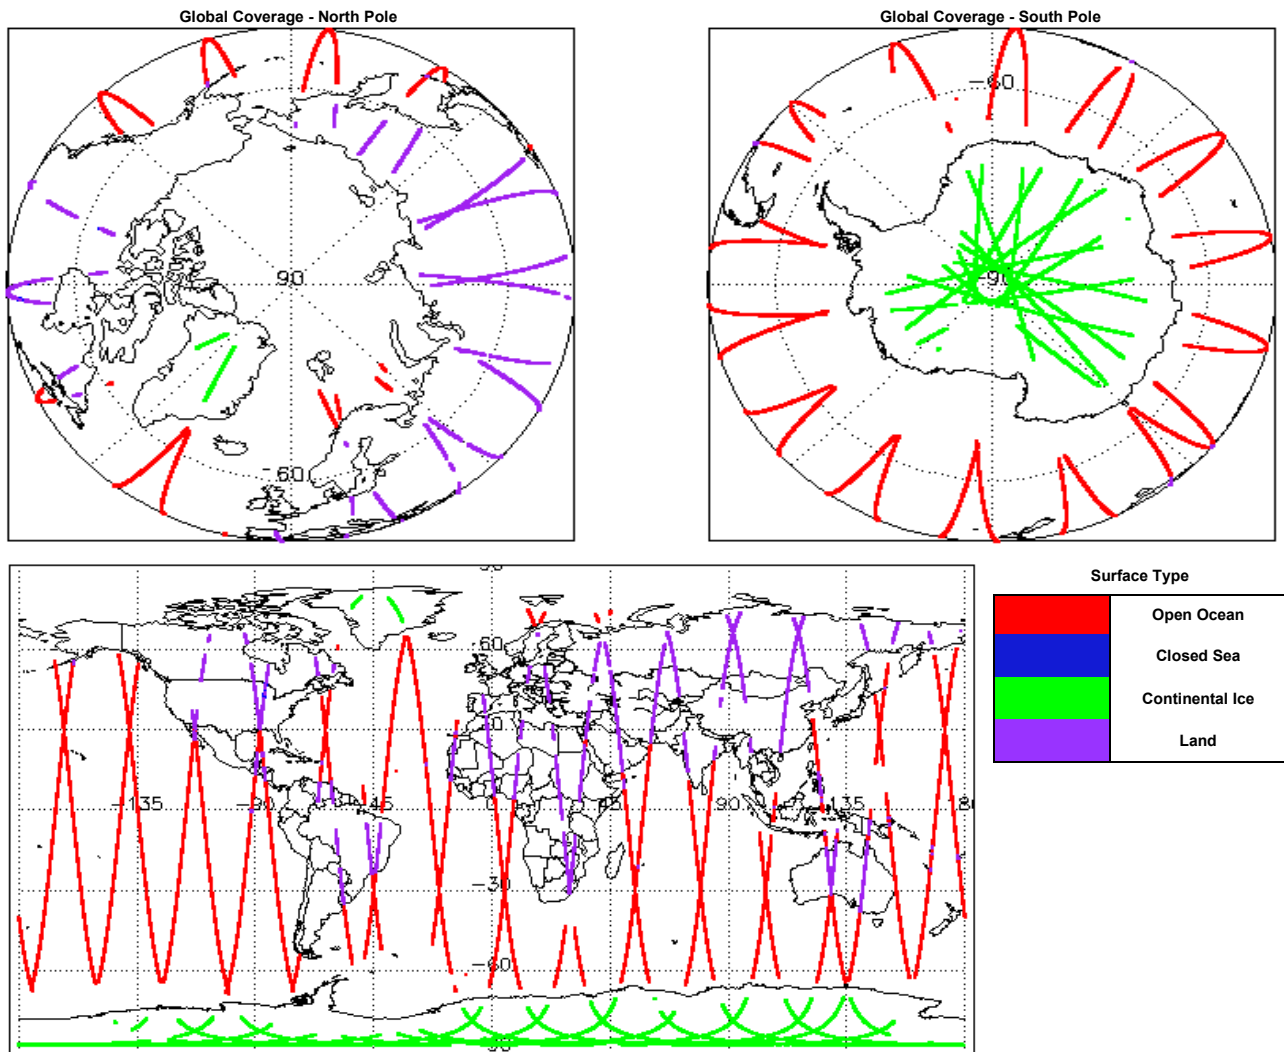 Global Coverage - North Pole
Global Coverage - South Pole
90
-60
-60
-90
Surface Type
Open Ocean
Closed Sea
Continental Ice
Land
60
-135
-90
45
0
45
90
135
-30
-60